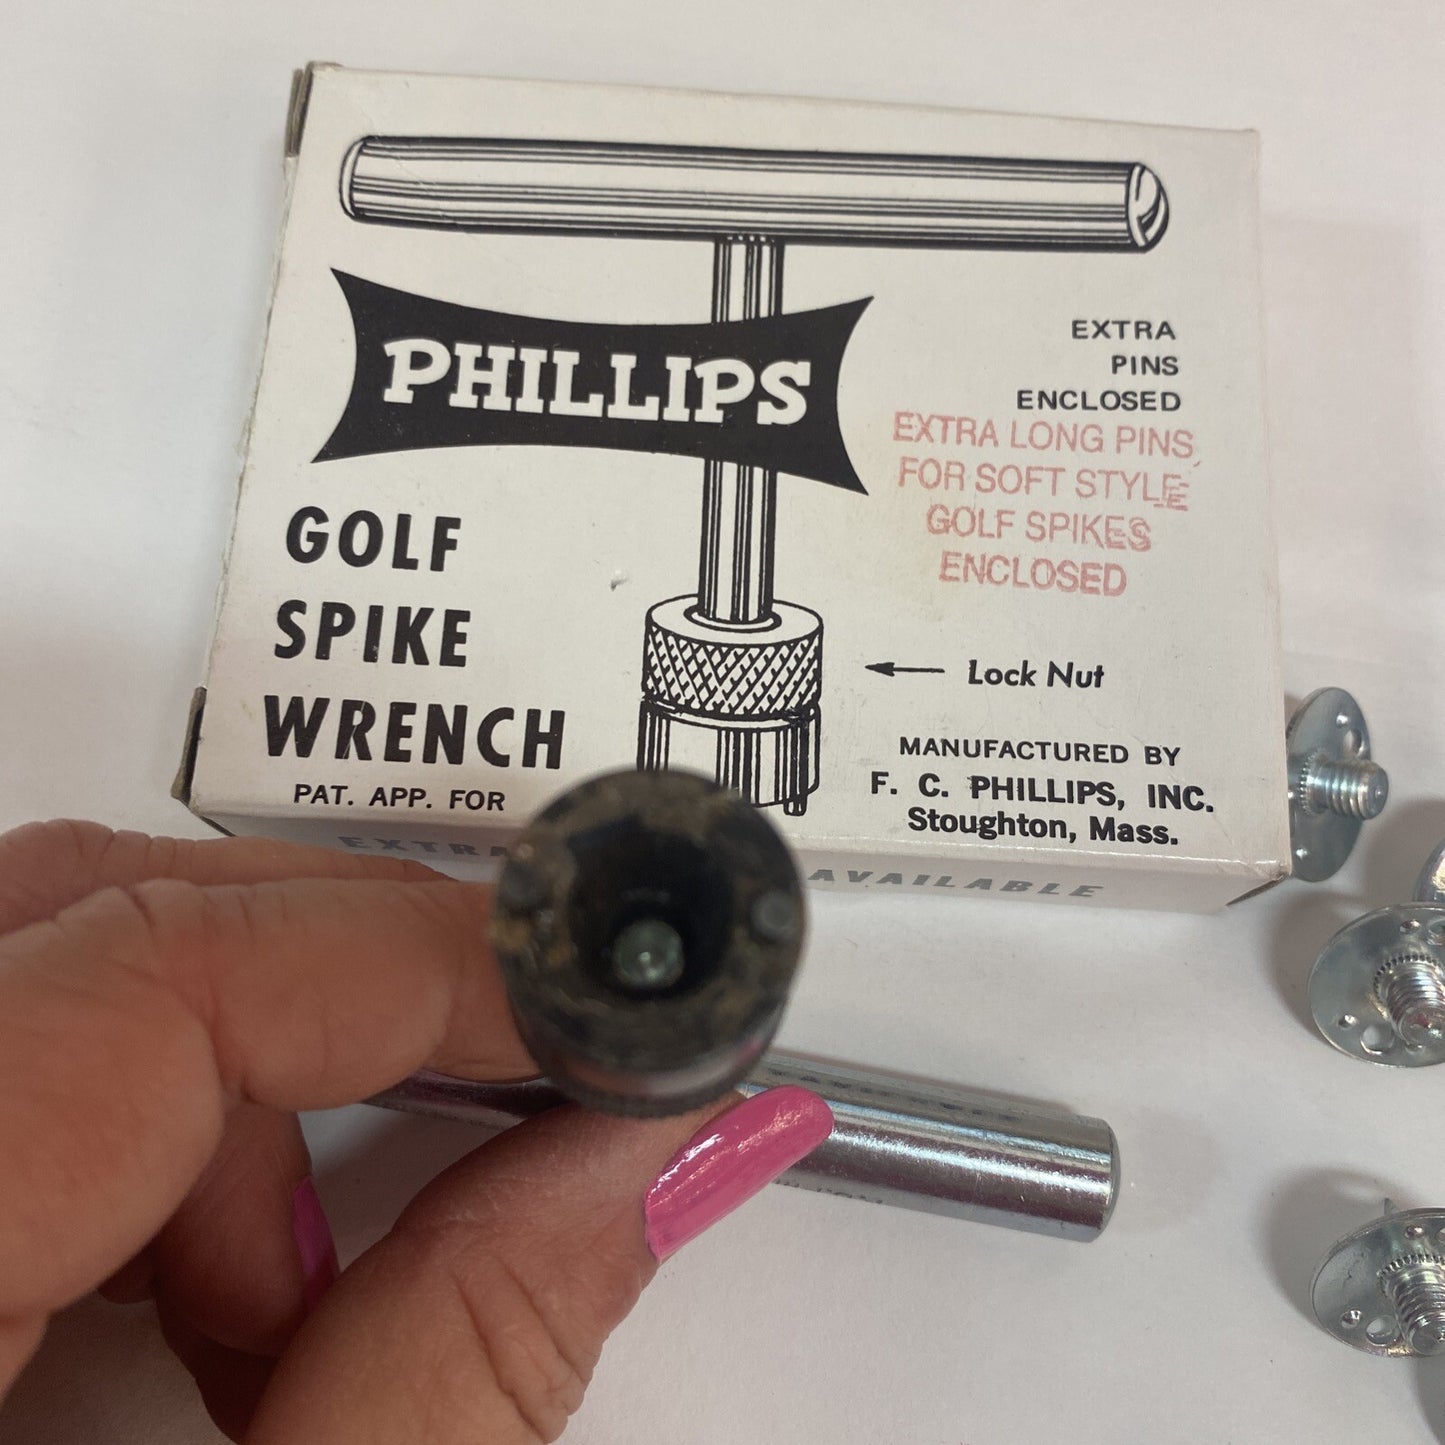 PHILLIPS
GOLF
SPIKE
WRENCH
PAT. APP. FOR
EXTRA
PINS
ENCLOSED
EXTRA LONG PINS
FOR SOFT STYLE
GOLF SPIKES
ENCLOSED
Lock Nut
MANUFACTURED BY
F. C. PHILLIPS, INC.
Stoughton, Mass.
EXTRA AVAILABLE